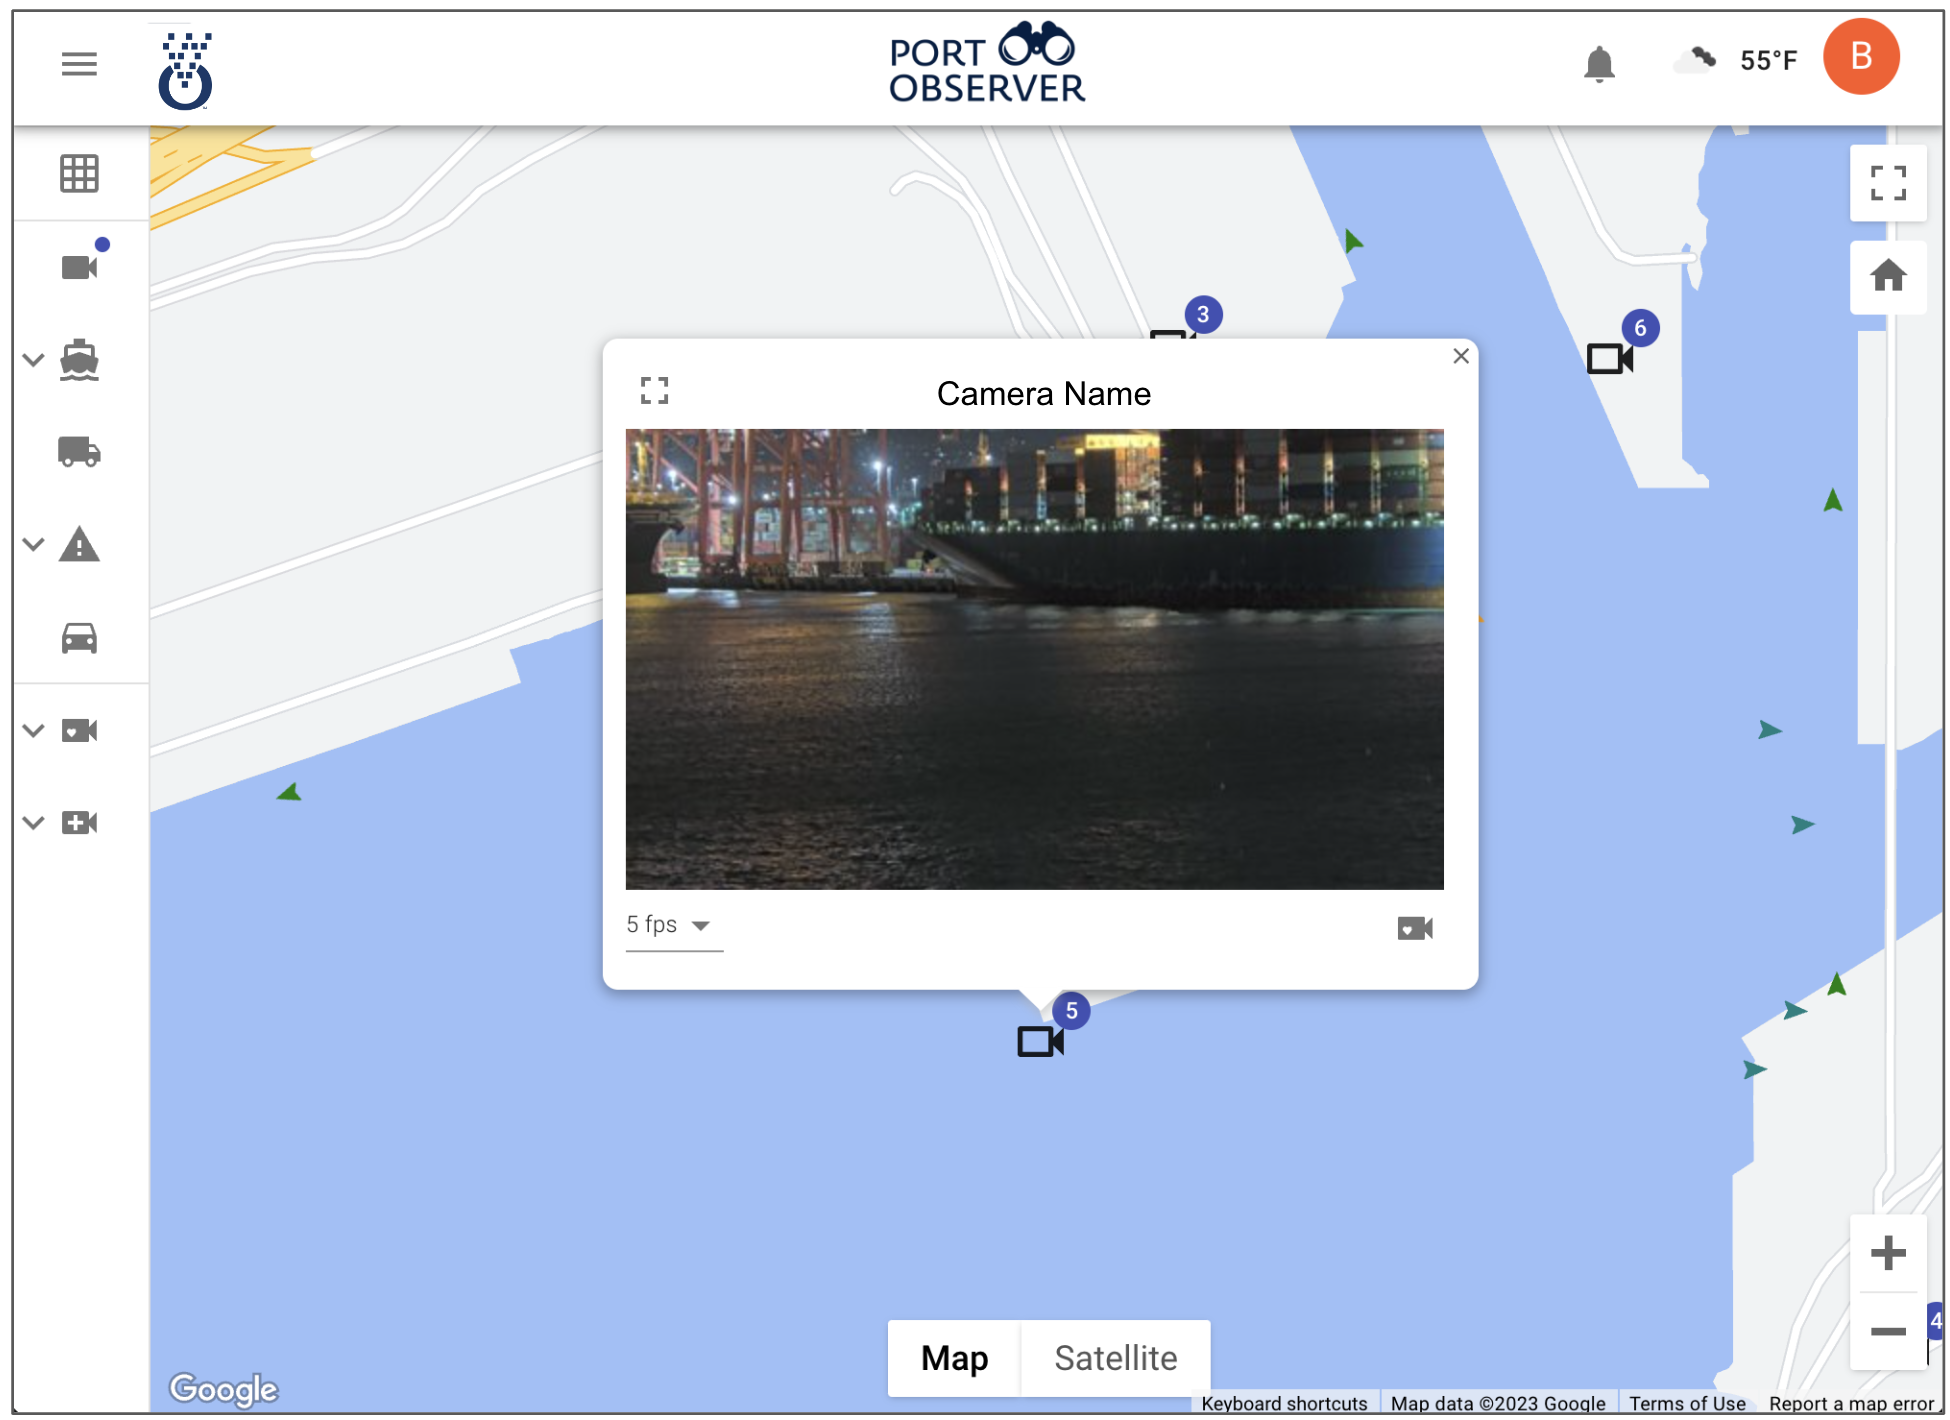 PORT
OBSERVER
55°F
B
3
6
Camera Name
5 fps
5
4
Map
Satellite
Google
Keyboard shortcuts
Map data ©2023 Google
Terms of Use
Report a map error